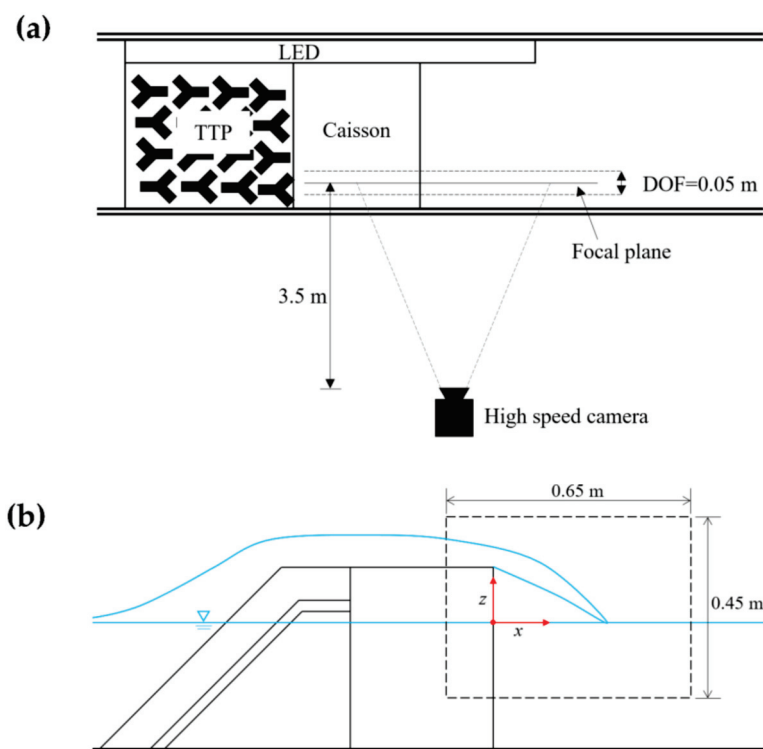 (a)
LED
TTP
Caisson
DOF=0.05 m
Focal plane
3.5 m
High speed camera
(b)
0.65 m
0.45 m
z
x